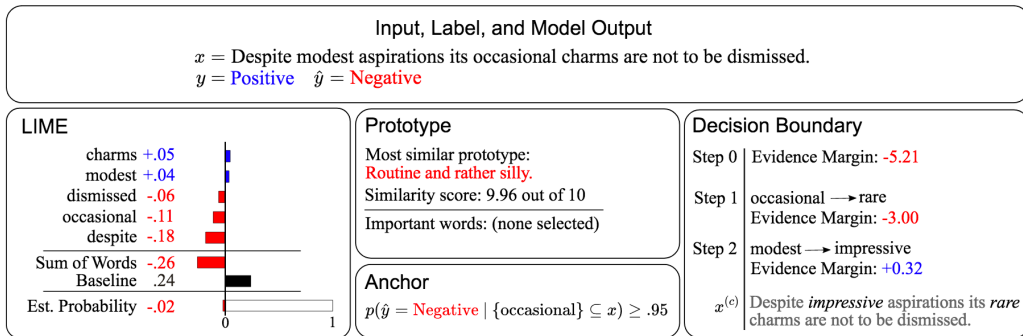 Input, Label, and Model Output
x = Despite modest aspirations its occasional charms are not to be dismissed.
y = Positive ŷ = Negative
LIME
charms +.05
modest +.04
dismissed -.06
occasional -.11
despite -.18
Sum of Words -.26
Baseline .24
Est. Probability -.02
0 1
Prototype
Most similar prototype:
Routine and rather silly.
Similarity score: 9.96 out of 10
Important words: (none selected)
Anchor
p(ŷ = Negative | {occasional} ⊆ x) ≥ .95
Decision Boundary
Step 0 Evidence Margin: -5.21
Step 1 occasional → rare
Evidence Margin: -3.00
Step 2 modest → impressive
Evidence Margin: +0.32
x⁽ᶜ⁾ Despite impressive aspirations its rare
charms are not to be dismissed.